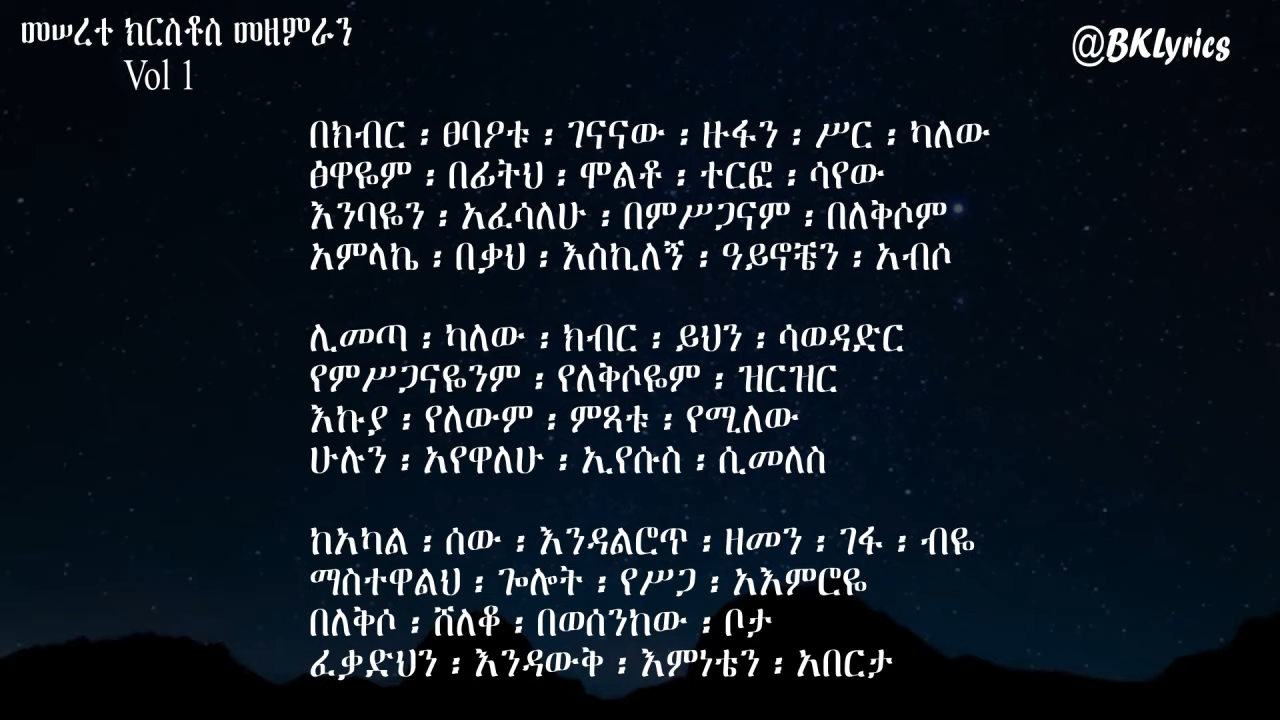 መሠረተ ክርስቶስ መዘምራን
Vol 1
@BKLyrics
በክብር ፡ ፀባዖቱ ፡ ገናናው ፡ ዙፋን ፡ ሥር ፡ ካለው
ፅዋዬም ፡ በፊትህ ፡ ሞልቶ ፡ ተርፎ ፡ ሳየው
እንባዬን ፡ አፈሳለሁ ፡ በምሥጋናም ፡ በለቅሶም
አምላኬ ፡ በቃህ ፡ እስኪለኝ ፡ ዓይኖቼን ፡ አብሶ
ሊመጣ ፡ ካለው ፡ ክብር ፡ ይህን ፡ ሳወዳድር
የምሥጋናዬንም ፡ የለቅሶዬም ፡ ዝርዝር
እኩያ ፡ የለውም ፡ ምጻቱ ፡ የሚለው
ሁሉን ፡ አየዋለሁ ፡ ኢየሱስ ፡ ሲመለስ
ከአካል ፡ ሰው ፡ እንዳልሮጥ ፡ ዘመን ፡ ገፋ ፡ ብዬ
ማስተዋልህ ፡ ጐሎት ፡ የሥጋ ፡ አእምሮዬ
በለቅሶ ፡ ሸለቆ ፡ በወሰንከው ፡ ቦታ
ፈቃድህን ፡ እንዳውቅ ፡ እምነቴን ፡ አበርታ